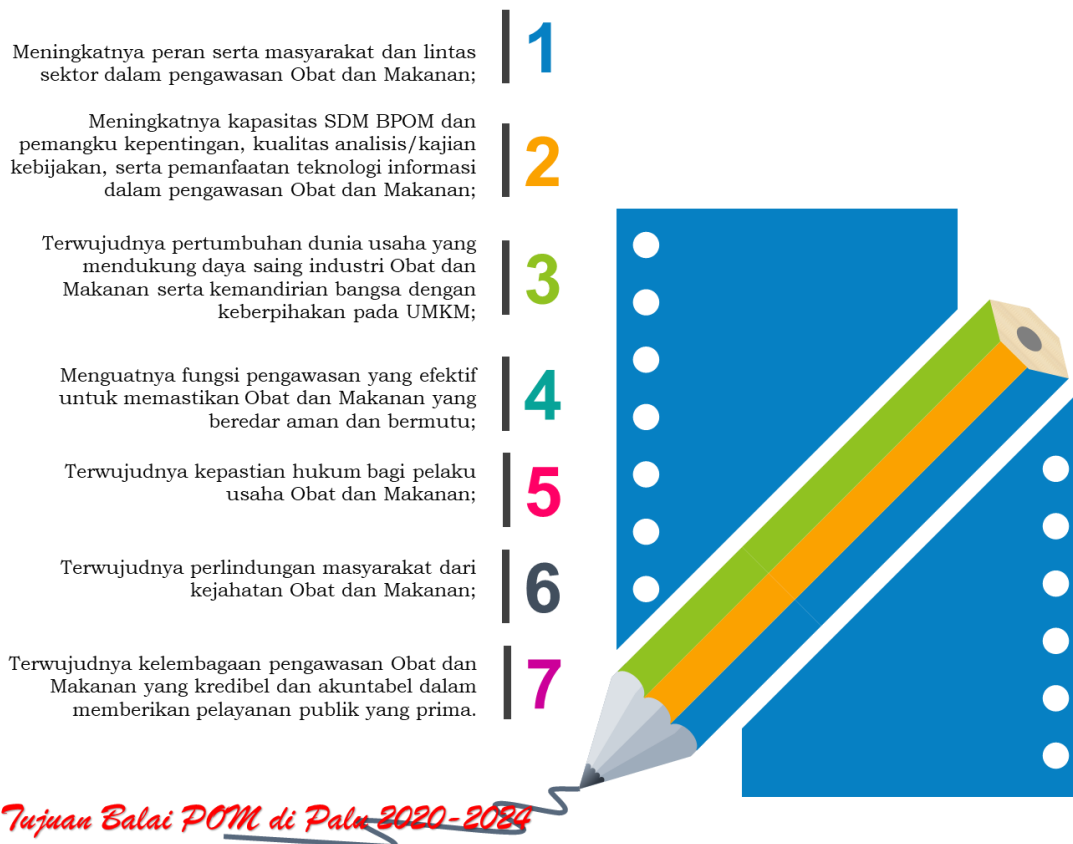 1
Meningkatnya peran serta masyarakat dan lintas
sektor dalam pengawasan Obat dan Makanan;
2
Meningkatnya kapasitas SDM BPOM dan
pemangku kepentingan, kualitas analisis/kajian
kebijakan, serta pemanfaatan teknologi informasi
dalam pengawasan Obat dan Makanan;
3
Terwujudnya pertumbuhan dunia usaha yang
mendukung daya saing industri Obat dan
Makanan serta kemandirian bangsa dengan
keberpihakan pada UMKM;
4
Menguatnya fungsi pengawasan yang efektif
untuk memastikan Obat dan Makanan yang
beredar aman dan bermutu;
5
Terwujudnya kepastian hukum bagi pelaku
usaha Obat dan Makanan;
6
Terwujudnya perlindungan masyarakat dari
kejahatan Obat dan Makanan;
7
Terwujudnya kelembagaan pengawasan Obat dan
Makanan yang kredibel dan akuntabel dalam
memberikan pelayanan publik yang prima.
Tujuan Balai POM di Palu 2020-2024